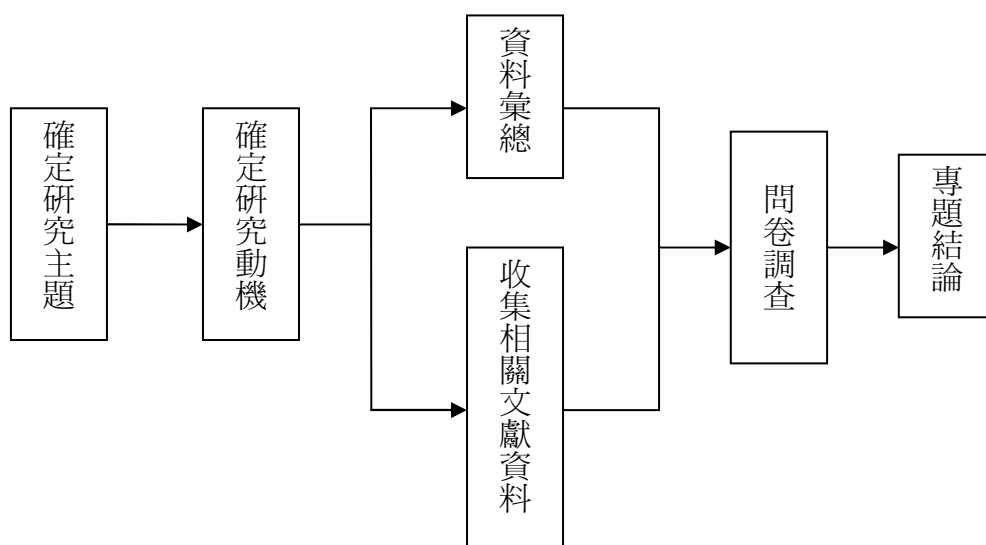 確定研究主題
確定研究動機
資料彙總
收集相關文獻資料
問卷調查
專題結論